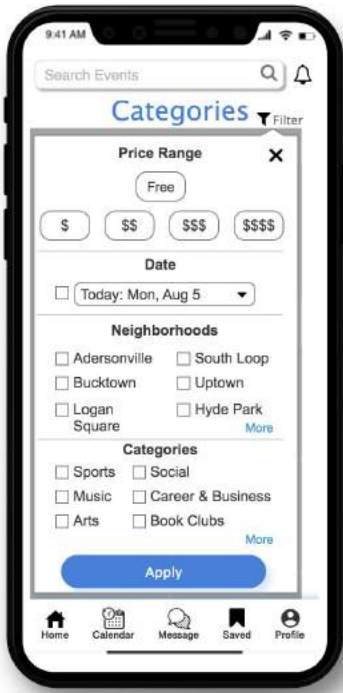 9:41 AM
Search Events
Categories
Filter
Price Range
Free
$ $$ $$$ $$$$
Date
Today: Mon, Aug 5
Neighborhoods
Adersonville South Loop
Bucktown Uptown
Logan Square Hyde Park
More
Categories
Sports Social
Music Career & Business
Arts Book Clubs
More
Apply
Home Calendar Message Saved Profile